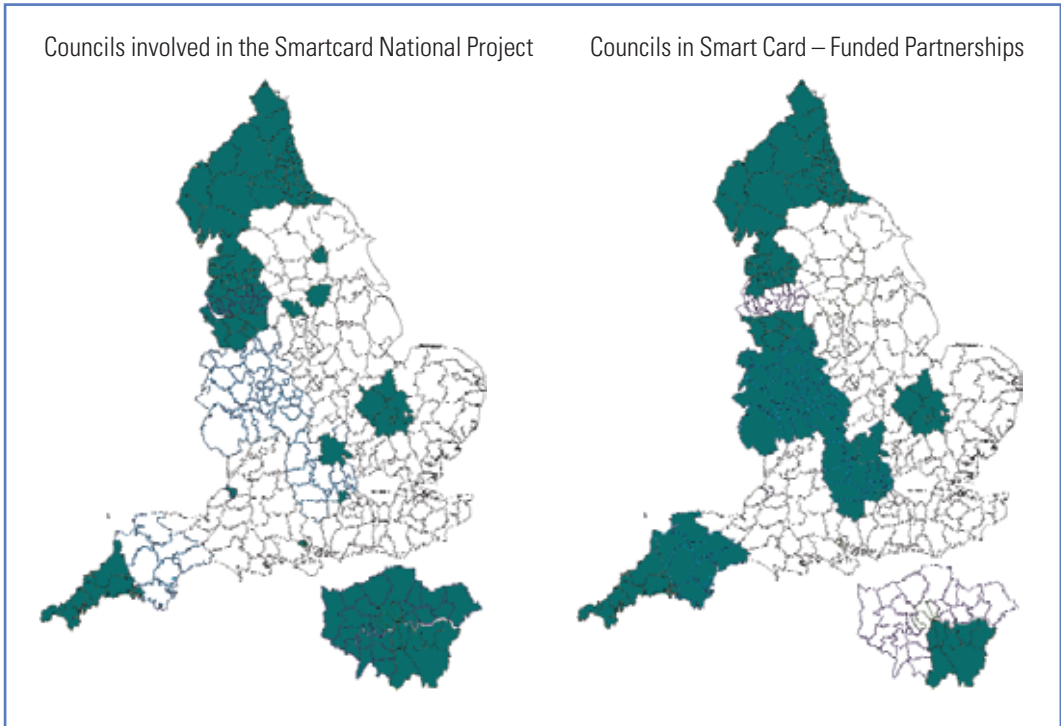 Councils involved in the Smartcard National Project
Councils in Smart Card – Funded Partnerships